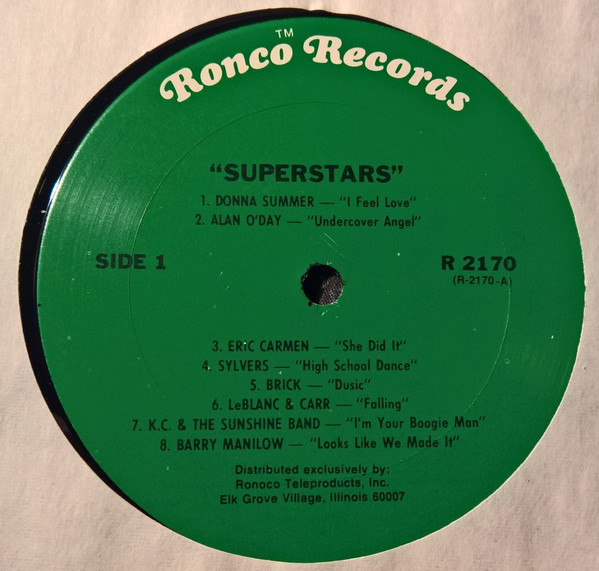 Ronco™ Records
"SUPERSTARS"
1. DONNA SUMMER — "I Feel Love"
2. ALAN O'DAY — "Undercover Angel"
SIDE 1
R 2170
(R-2170-A)
3. ERIC CARMEN — "She Did It"
4. SYLVERS — "High School Dance"
5. BRICK — "Dusic"
6. LeBLANC & CARR — "Falling"
7. K.C. & THE SUNSHINE BAND — "I'm Your Boogie Man"
8. BARRY MANILOW — "Looks Like We Made It"
Distributed exclusively by:
Ronoco Teleproducts, Inc.
Elk Grove Village, Illinois 60007